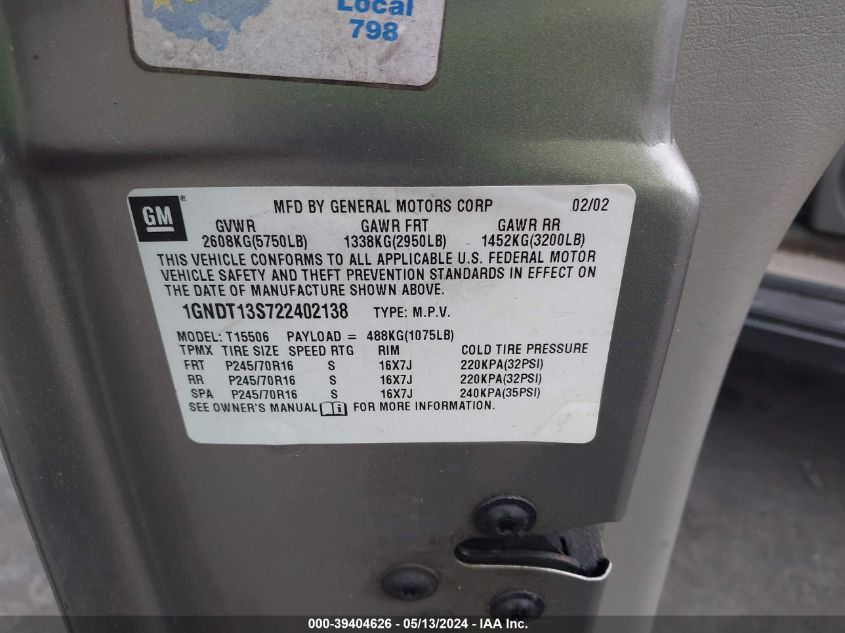 Local
798
GM
MFD BY GENERAL MOTORS CORP 02/02
GVWR GAWR FRT GAWR RR
2608KG(5750LB) 1338KG(2950LB) 1452KG(3200LB)
THIS VEHICLE CONFORMS TO ALL APPLICABLE U.S. FEDERAL MOTOR
VEHICLE SAFETY AND THEFT PREVENTION STANDARDS IN EFFECT ON
THE DATE OF MANUFACTURE SHOWN ABOVE.
1GNDT13S722402138 TYPE: M.P.V.
MODEL: T15506 PAYLOAD = 488KG(1075LB)
TPMX TIRE SIZE SPEED RTG RIM COLD TIRE PRESSURE
FRT P245/70R16 S 16X7J 220KPA(32PSI)
RR P245/70R16 S 16X7J 220KPA(32PSI)
SPA P245/70R16 S 16X7J 240KPA(35PSI)
SEE OWNER'S MANUAL FOR MORE INFORMATION.
000-39404626 - 05/13/2024 - IAA Inc.